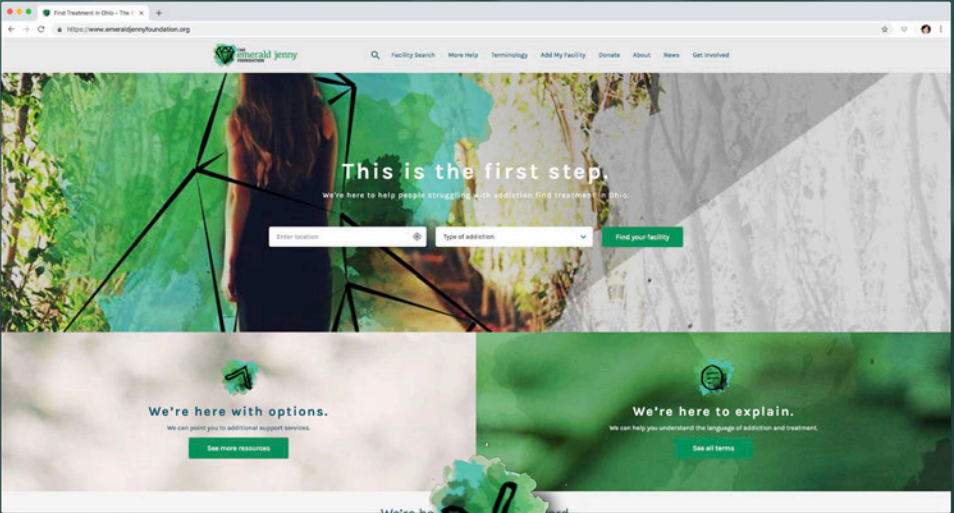 Find Treatment in Ohio – The
https://www.emeraldjennyfoundation.org
THE
emerald jenny
FOUNDATION
Facility Search More Help Terminology Add My Facility Donate About News Get Involved
This is the first step.
We're here to help people struggling with addiction find treatment in Ohio.
Enter location
Type of addiction
Find your facility
We're here with options.
We can point you to additional support services.
See more resources
We're here to explain.
We can help you understand the language of addiction and treatment.
See all terms
We're